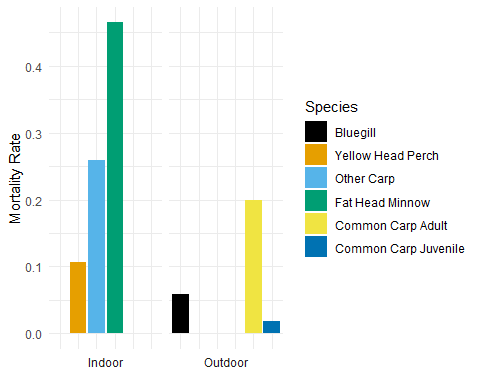 Mortality Rate
0.4
0.3
0.2
0.1
0.0
Indoor
Outdoor
Species
Bluegill
Yellow Head Perch
Other Carp
Fat Head Minnow
Common Carp Adult
Common Carp Juvenile